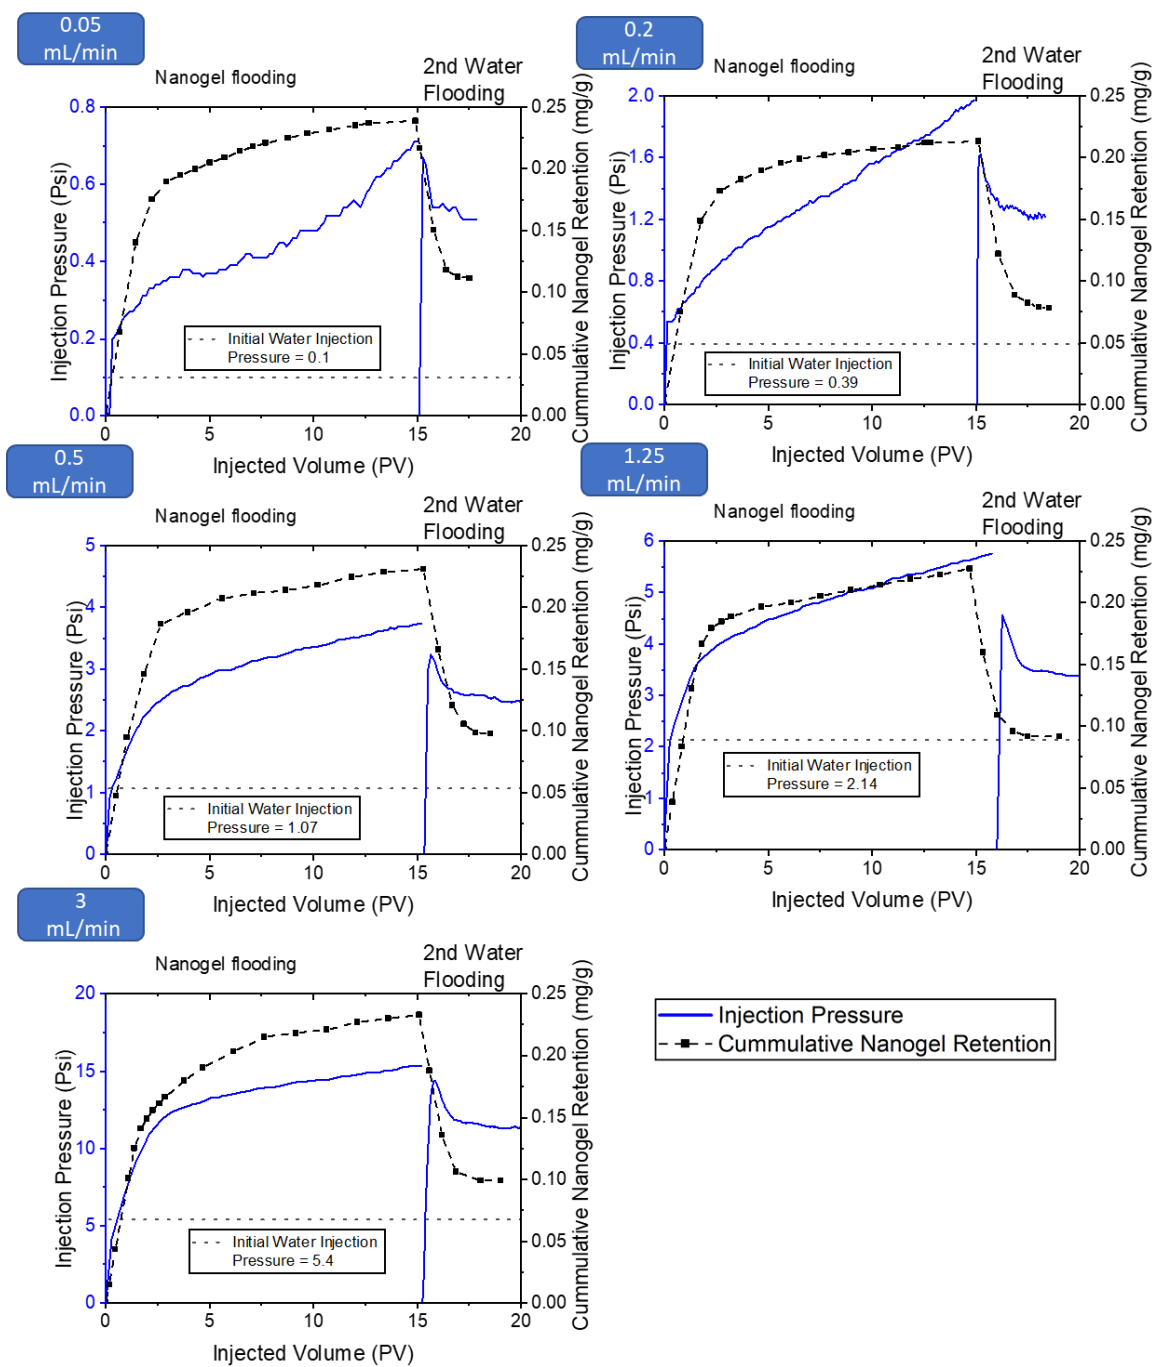 0.05
mL/min
Nanogel flooding
2nd Water
Flooding
Injection Pressure (Psi)
0.8
0.6
0.4
0.2
0.0
Cummulative Nanogel Retention (mg/g)
0.25
0.20
0.15
0.10
0.05
0.00
Initial Water Injection
Pressure = 0.1
0 5 10 15 20
Injected Volume (PV)
0.2
mL/min
Nanogel flooding
2nd Water
Flooding
Injection Pressure (Psi)
2.0
1.6
1.2
0.8
0.4
0.0
Cummulative Nanogel Retention (mg/g)
0.25
0.20
0.15
0.10
0.05
0.00
Initial Water Injection
Pressure = 0.39
0 5 10 15 20
Injected Volume (PV)
0.5
mL/min
Nanogel flooding
2nd Water
Flooding
Injection Pressure (Psi)
5
4
3
2
1
0
Cummulative Nanogel Retention (mg/g)
0.25
0.20
0.15
0.10
0.05
0.00
Initial Water Injection
Pressure = 1.07
0 5 10 15 20
Injected Volume (PV)
1.25
mL/min
Nanogel flooding
2nd Water
Flooding
Injection Pressure (Psi)
6
5
4
3
2
1
0
Cummulative Nanogel Retention (mg/g)
0.25
0.20
0.15
0.10
0.05
0.00
Initial Water Injection
Pressure = 2.14
0 5 10 15 20
Injected Volume (PV)
3
mL/min
Nanogel flooding
2nd Water
Flooding
Injection Pressure (Psi)
20
15
10
5
0
Cummulative Nanogel Retention (mg/g)
0.25
0.20
0.15
0.10
0.05
0.00
Initial Water Injection
Pressure = 5.4
0 5 10 15 20
Injected Volume (PV)
Injection Pressure
Cummulative Nanogel Retention